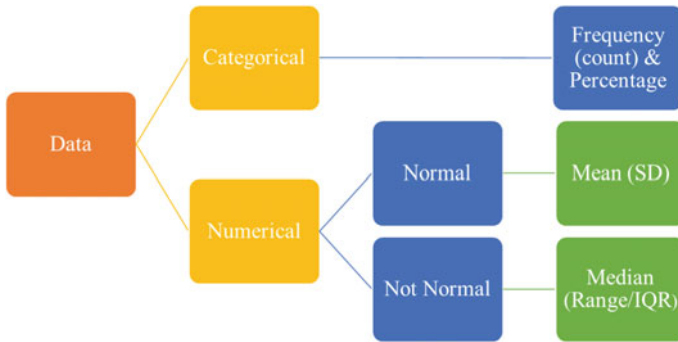 Data
Categorical
Frequency
(count) &
Percentage
Numerical
Normal
Mean (SD)
Not Normal
Median
(Range/IQR)